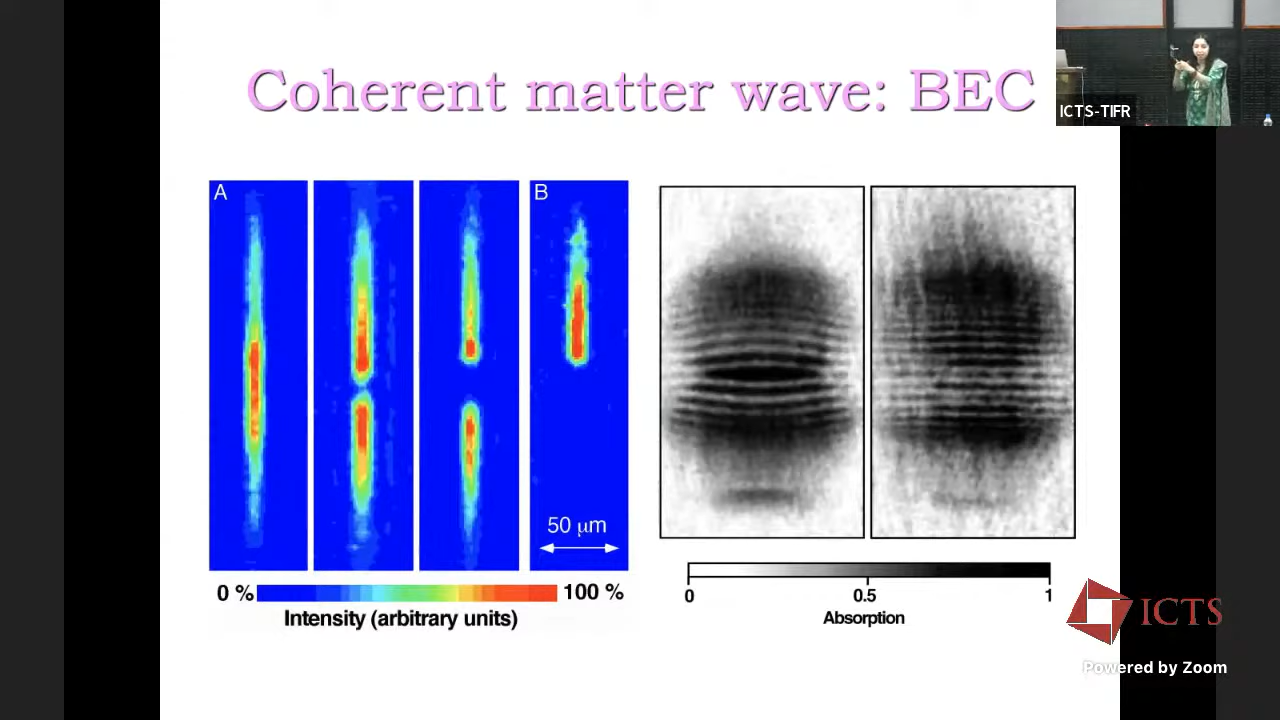 Coherent matter wave: BEC
ICTS-TIFR
A
B
50 μm
0 %
100 %
Intensity (arbitrary units)
0
0.5
1
Absorption
ICTS
Powered by Zoom